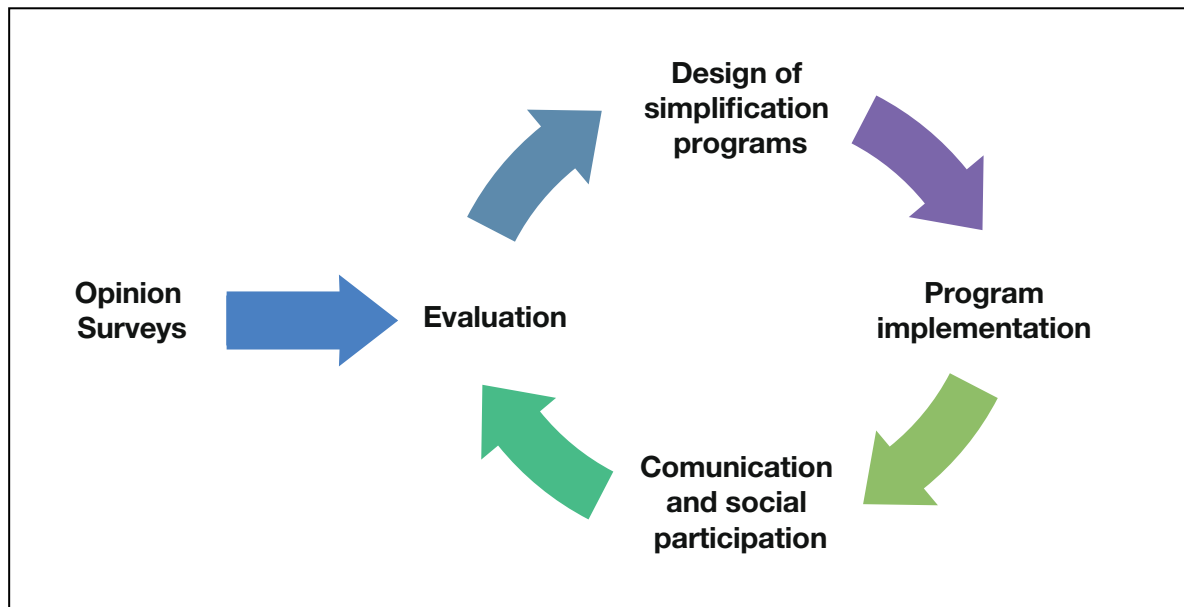 Design of
simplification
programs
Opinion
Surveys
Evaluation
Program
implementation
Comunication
and social
participation